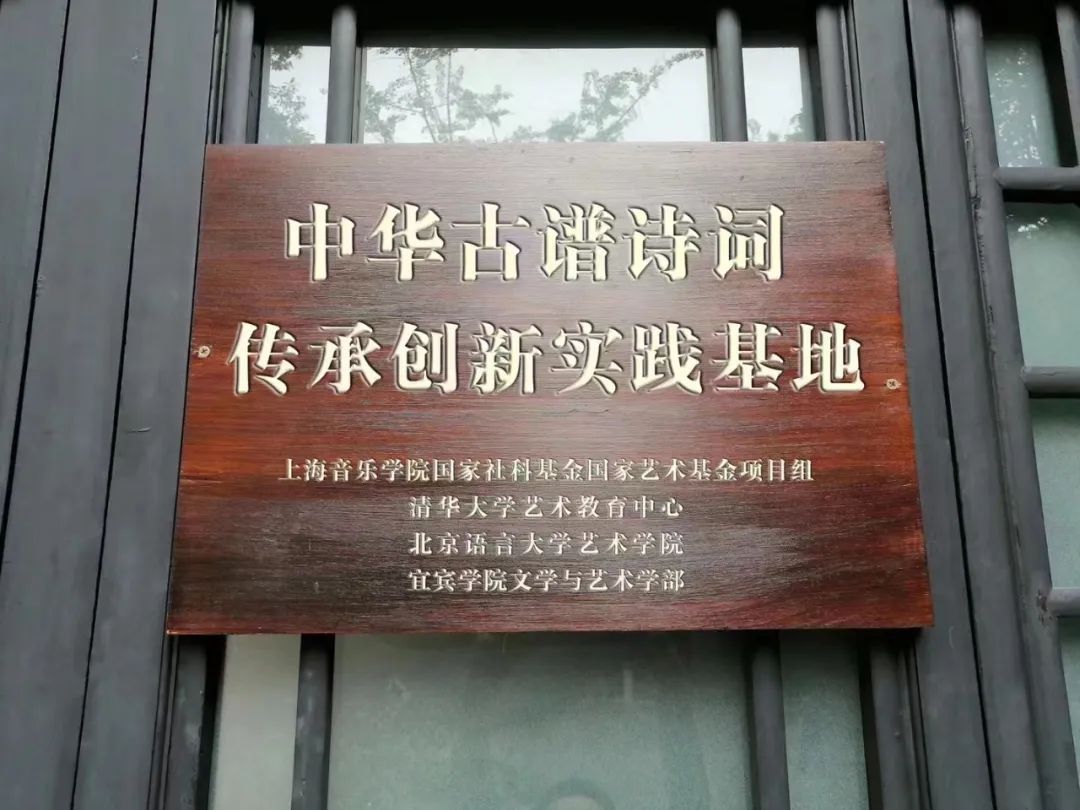 中华古谱诗词
传承创新实践基地
上海音乐学院国家社科基金国家艺术基金项目组
清华大学艺术教育中心
北京语言大学艺术学院
宜宾学院文学与艺术学部